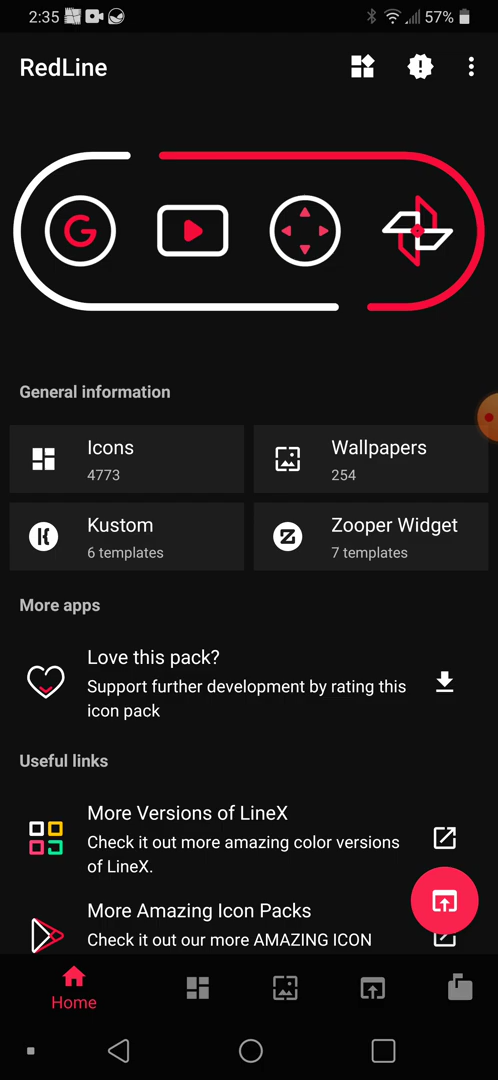 2:35
57%
RedLine
General information
Icons
4773
Wallpapers
254
Kustom
6 templates
Zooper Widget
7 templates
More apps
Love this pack?
Support further development by rating this
icon pack
Useful links
More Versions of LineX
Check it out more amazing color versions
of LineX.
More Amazing Icon Packs
Check it out our more AMAZING ICON
Home